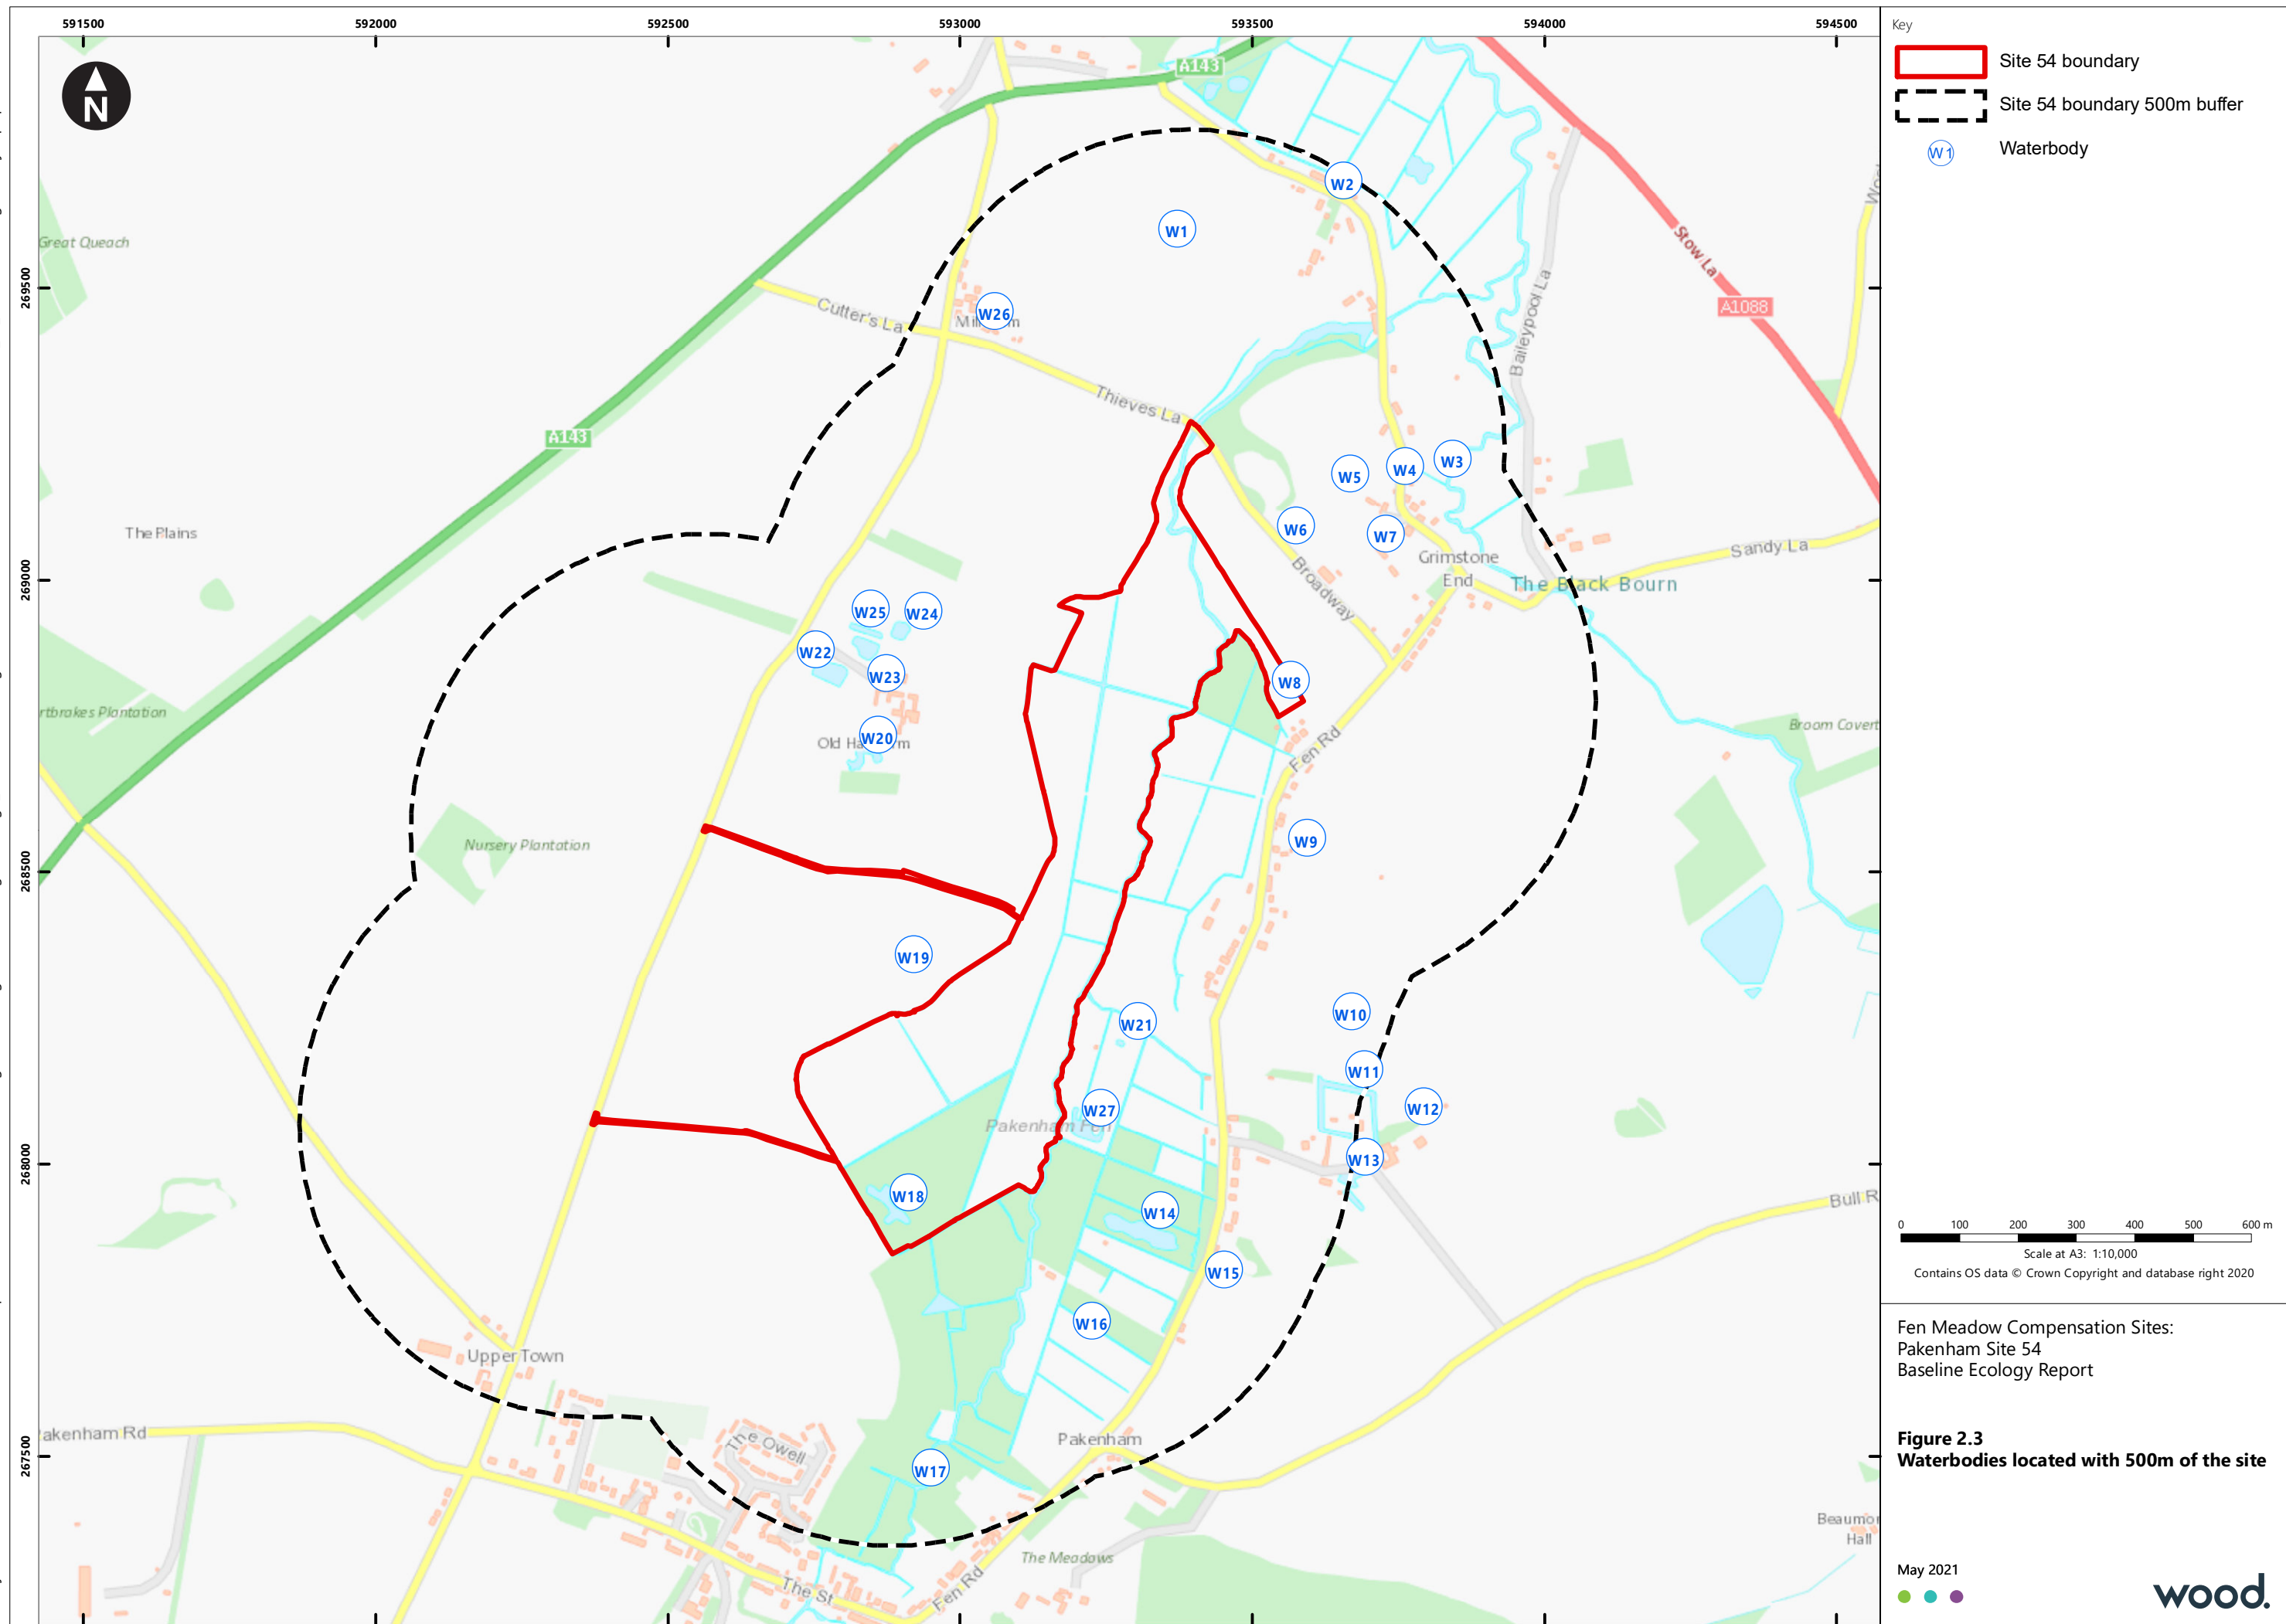 591500 592000 592500 593000 593500 594000 594500
Key
Site 54 boundary
Site 54 boundary 500m buffer
W1 Waterbody
N
A143
A143
A1088
Stow La
Baileypool La
Great Queach
269500
269000
268500
268000
267500
Cutter's La
Thieves La
W1
W2
W26
W3
W4
W5
W6
W7
Grimstone
End
The Black Bourn
Sandy La
Broadway
The Plains
W25
W24
W22
W23
W20
W8
Broom Covert
Fen Rd
Nursery Plantation
W9
W19
W10
W21
W11
W12
W27
Pakenham Fen
W13
W18
W14
W15
W16
Upper Town
The Owell
Pakenham
W17
The Meadows
The St
Fen Rd
Hall
0 100 200 300 400 500 600 m
Scale at A3: 1:10,000
Contains OS data © Crown Copyright and database right 2020
Fen Meadow Compensation Sites:
Pakenham Site 54
Baseline Ecology Report
Figure 2.3
Waterbodies located with 500m of the site
May 2021
wood.